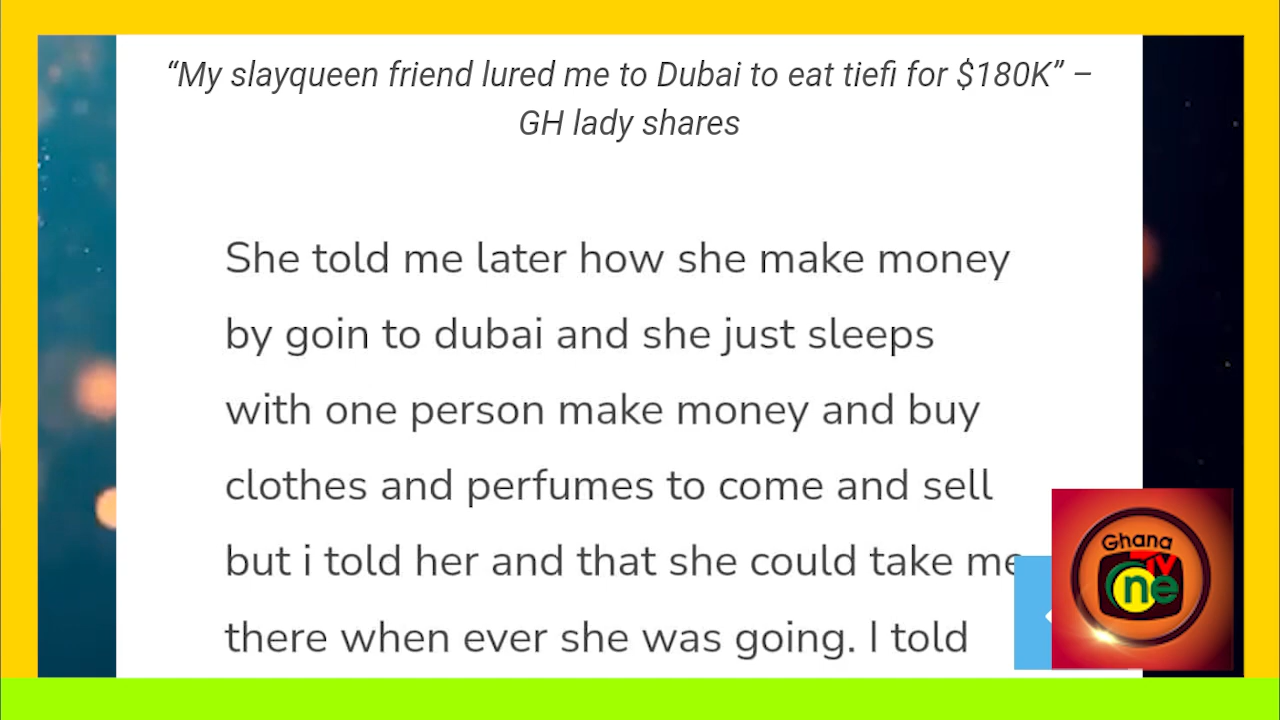 “My slayqueen friend lured me to Dubai to eat tiefi for $180K” –
GH lady shares
She told me later how she make money
by goin to dubai and she just sleeps
with one person make money and buy
clothes and perfumes to come and sell
but i told her and that she could take me
there when ever she was going. I told
Ghana
One
TV